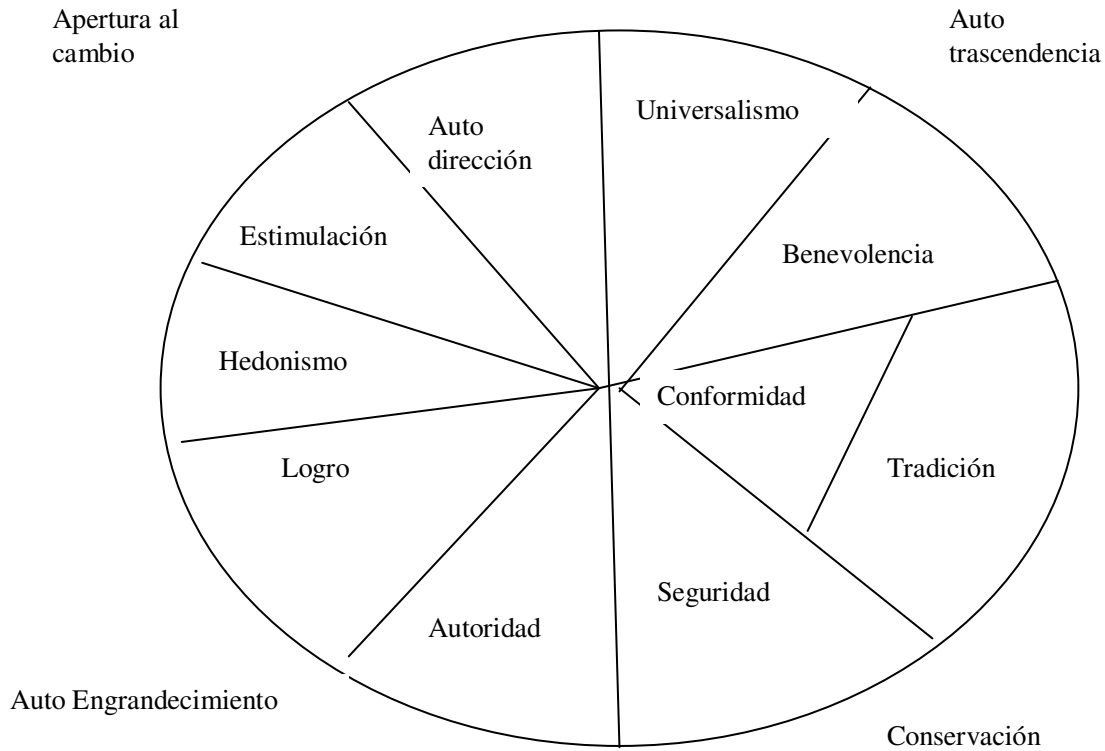 Apertura al
cambio
Auto
trascendencia
Universalismo
Auto
dirección
Estimulación
Benevolencia
Hedonismo
Conformidad
Logro
Tradición
Seguridad
Autoridad
Auto Engrandecimiento
Conservación